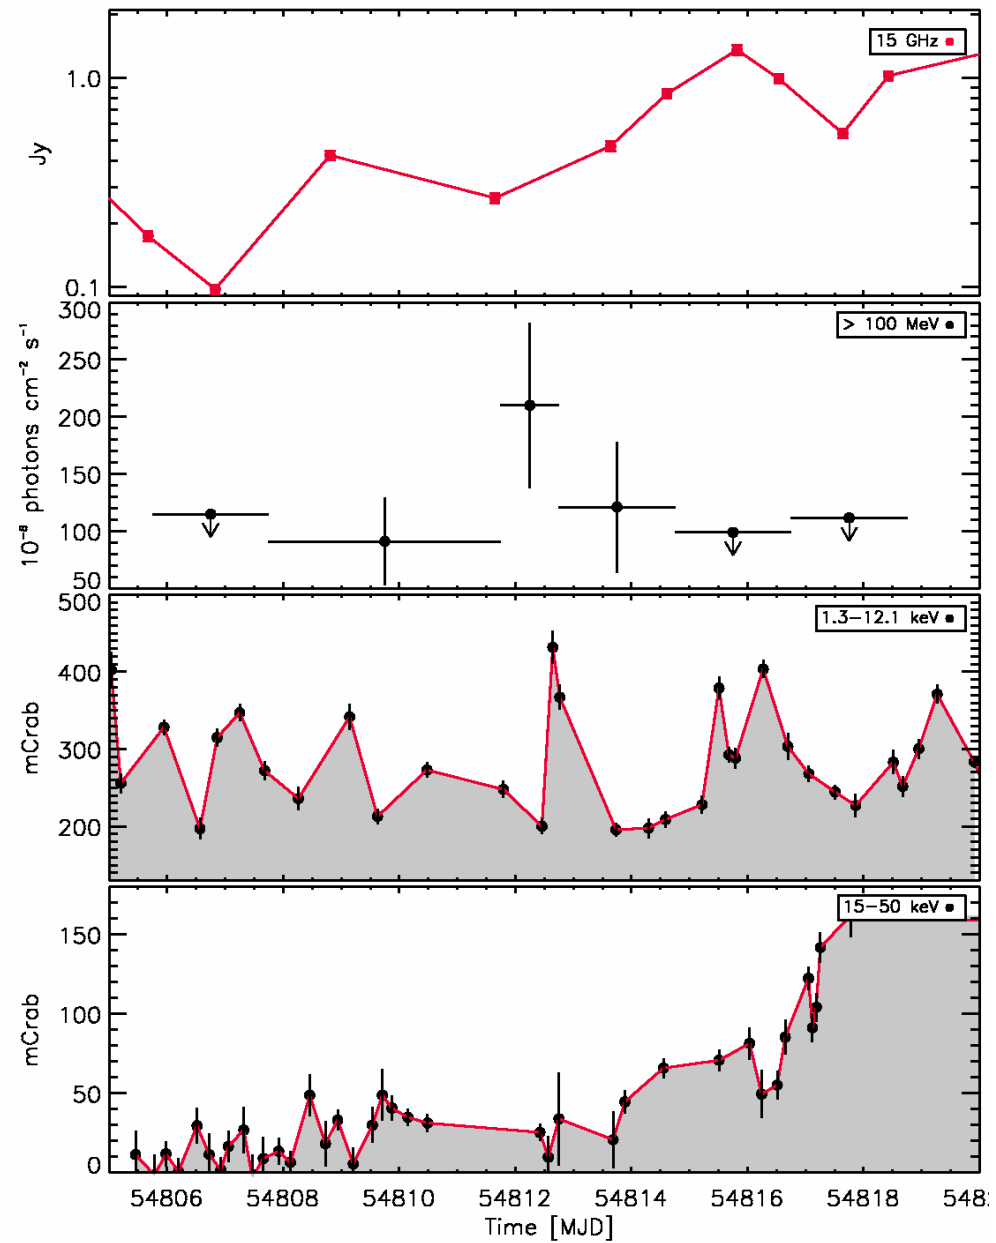 15 GHz
1.0
Jy
0.1
300
> 100 MeV
250
200
150
100
50
10⁻⁸ photons cm⁻² s⁻¹
500
1.3−12.1 keV
400
300
200
mCrab
15−50 keV
150
100
50
0
mCrab
54806 54808 54810 54812 54814 54816 54818 548
Time [MJD]